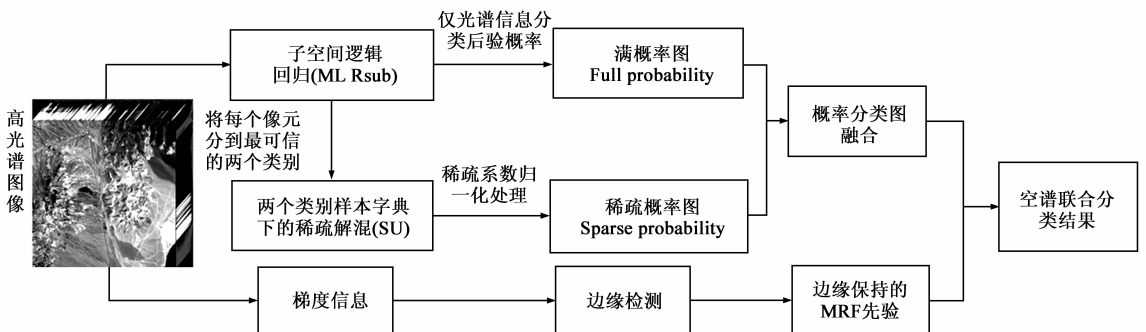 高光谱图像
子空间逻辑
回归(ML Rsub)
仅光谱信息分
类后验概率
满概率图
Full probability
将每个像元
分到最可信
的两个类别
两个类别样本字典
下的稀疏解混(SU)
稀疏系数归
一化处理
稀疏概率图
Sparse probability
概率分类图
融合
梯度信息
边缘检测
边缘保持的
MRF先验
空谱联合分
类结果